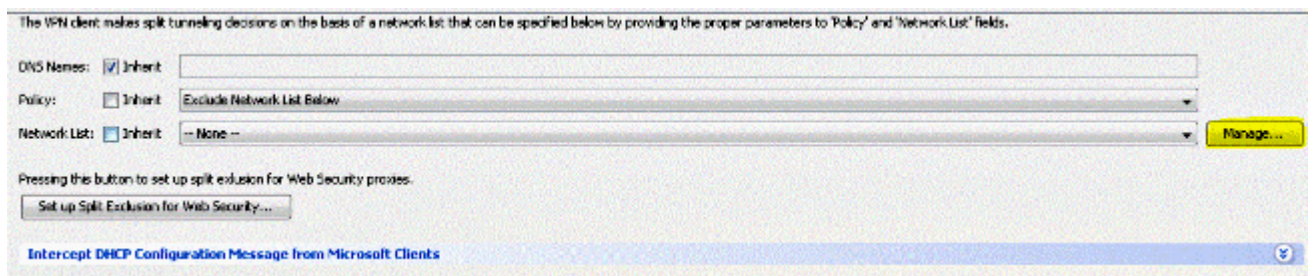 The VPN client makes split tunneling decisions on the basis of a network list that can be specified below by providing the proper parameters to 'Policy' and 'Network List' fields.
DNS Names: Inherit
Policy: Inherit Exclude Network List Below
Network List: Inherit -- None -- Manage...
Pressing this button to set up split exlusion for Web Security proxies.
Set up Split Exclusion for Web Security...
Intercept DHCP Configuration Message from Microsoft Clients